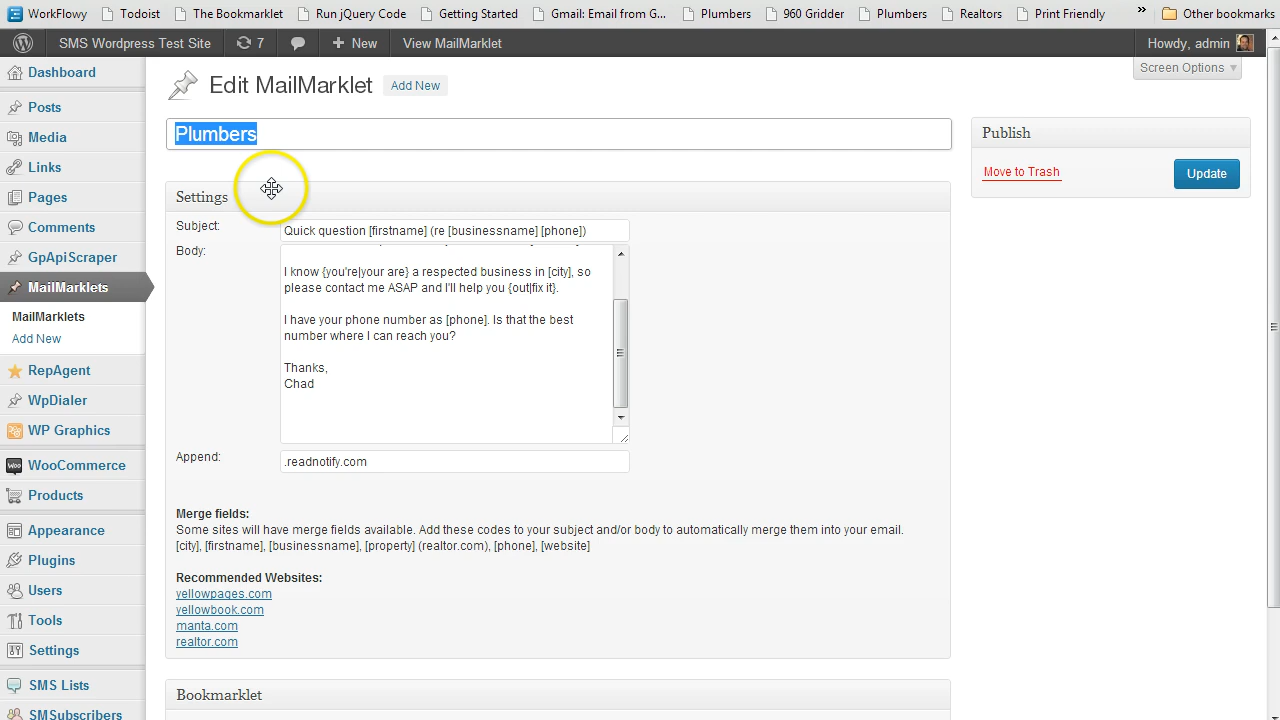 WorkFlowy Todoist The Bookmarklet Run jQuery Code Getting Started Gmail: Email from G... Plumbers 960 Gridder Plumbers Realtors Print Friendly » Other bookmarks
SMS Wordpress Test Site 7 + New View MailMarklet Howdy, admin
Screen Options
Dashboard
Posts
Media
Links
Pages
Comments
GpApiScraper
MailMarklets
MailMarklets
Add New
RepAgent
WpDialer
WP Graphics
WooCommerce
Products
Appearance
Plugins
Users
Tools
Settings
SMS Lists
SMSubscribers
Edit MailMarklet Add New
Plumbers
Settings
Subject: Quick question [firstname] (re [businessname] [phone])
Body:
I know {you're|your are} a respected business in [city], so
please contact me ASAP and I'll help you {out|fix it}.
I have your phone number as [phone]. Is that the best
number where I can reach you?
Thanks,
Chad
Append: .readnotify.com
Merge fields:
Some sites will have merge fields available. Add these codes to your subject and/or body to automatically merge them into your email.
[city], [firstname], [businessname], [property] (realtor.com), [phone], [website]
Recommended Websites:
yellowpages.com
yellowbook.com
manta.com
realtor.com
Bookmarklet
Publish
Move to Trash Update